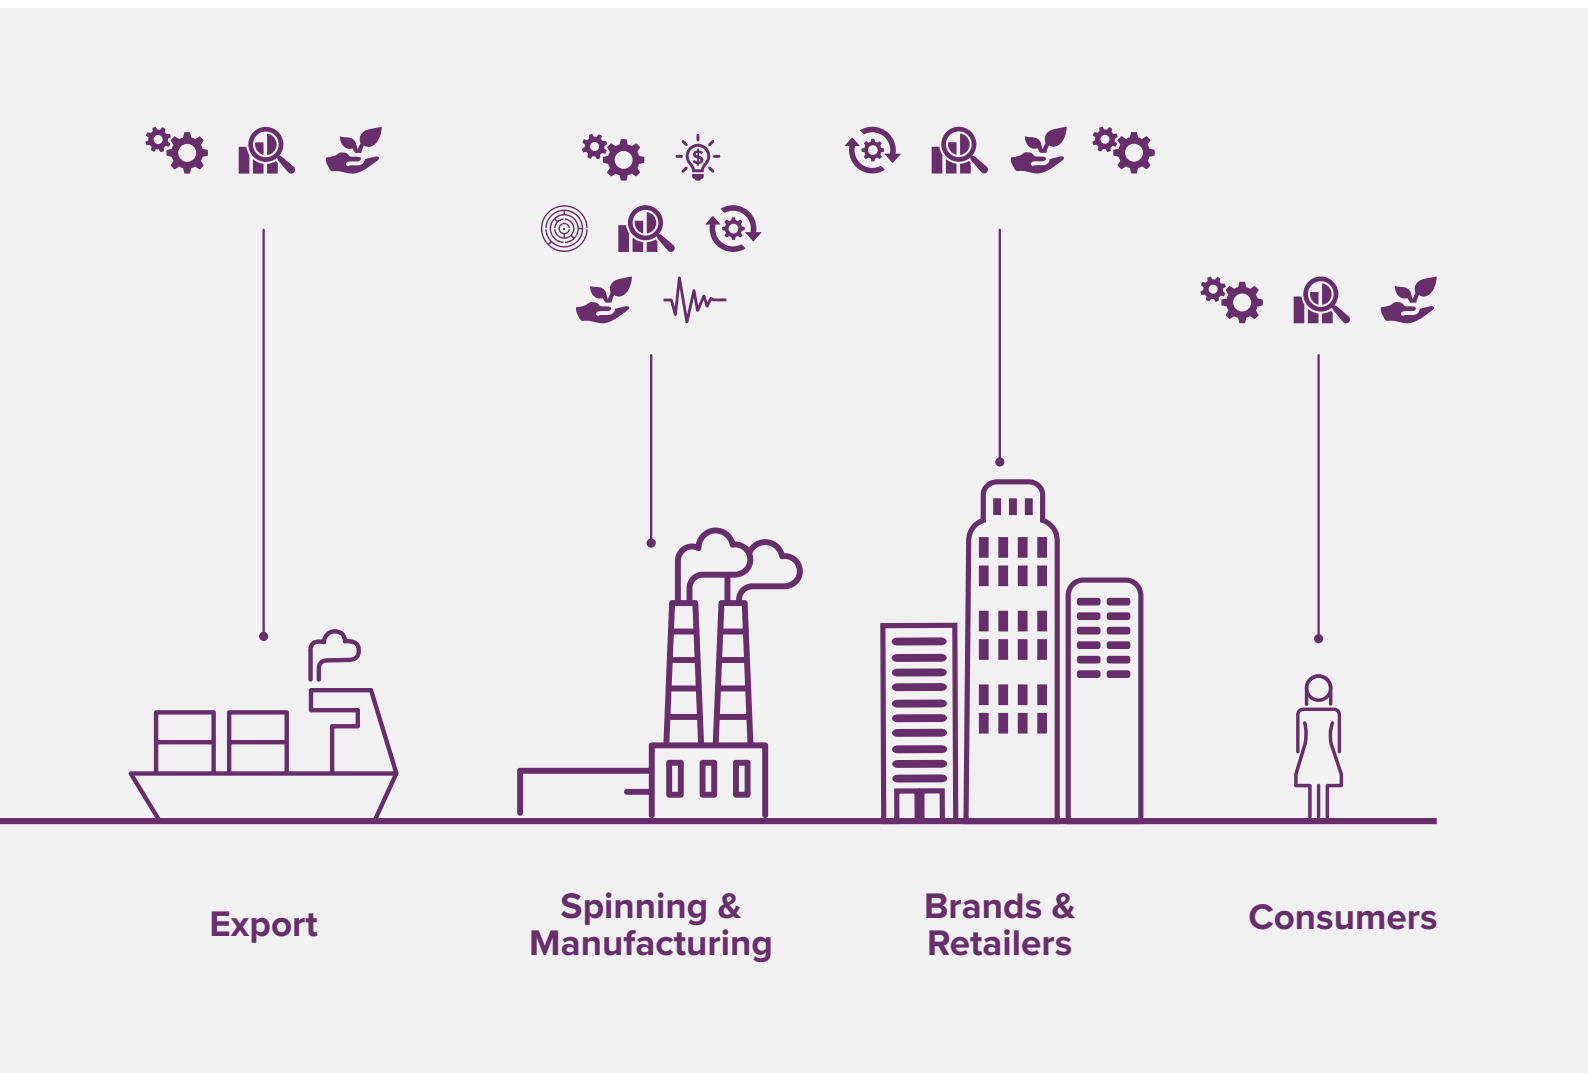 Export
Spinning &
Manufacturing
Brands &
Retailers
Consumers